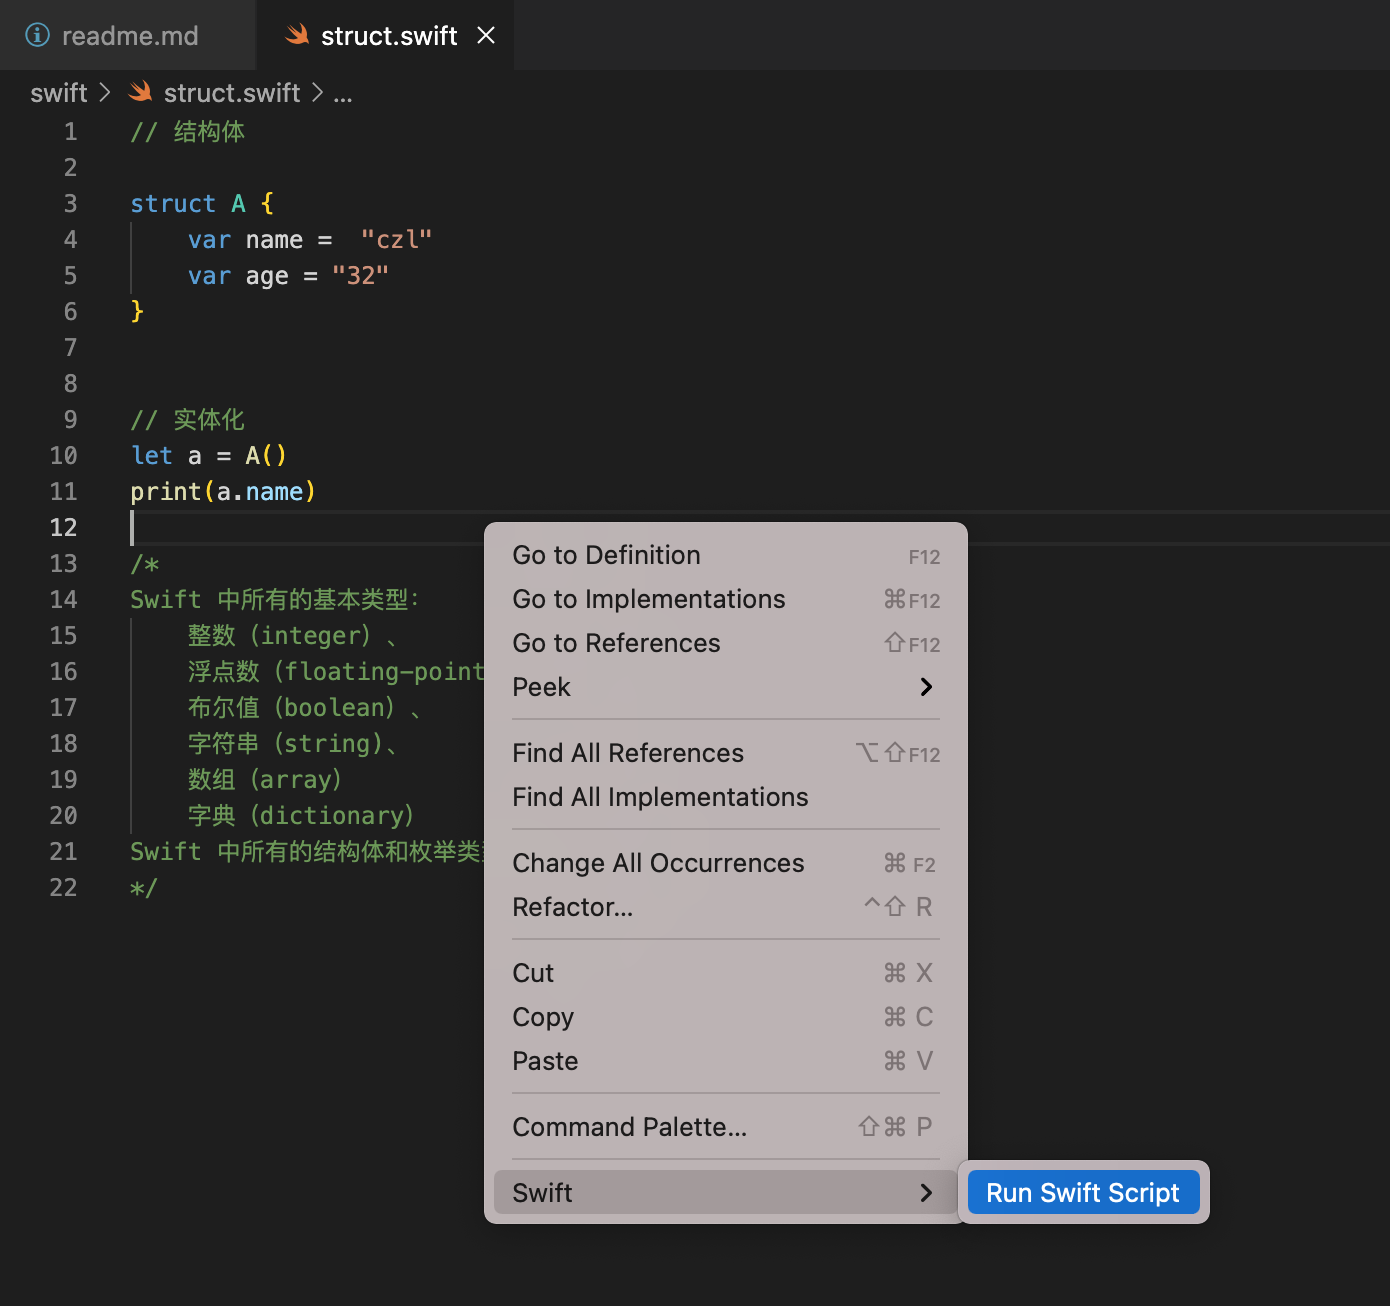 readme.md
struct.swift
swift > struct.swift > ...
1 // 结构体
2
3 struct A {
4 var name =  "czl"
5 var age = "32"
6 }
7
8
9 // 实体化
10 let a = A()
11 print(a.name)
12
13 /*
14 Swift 中所有的基本类型：
15 整数（integer）、
16 浮点数（floating-point
17 布尔值（boolean）、
18 字符串（string)、
19 数组（array）
20 字典（dictionary）
21 Swift 中所有的结构体和枚举类
22 */
Go to Definition F12
Go to Implementations ⌘F12
Go to References ⇧F12
Peek
Find All References ⌥⇧F12
Find All Implementations
Change All Occurrences ⌘ F2
Refactor... ^⇧ R
Cut ⌘ X
Copy ⌘ C
Paste ⌘ V
Command Palette... ⇧⌘ P
Swift
Run Swift Script